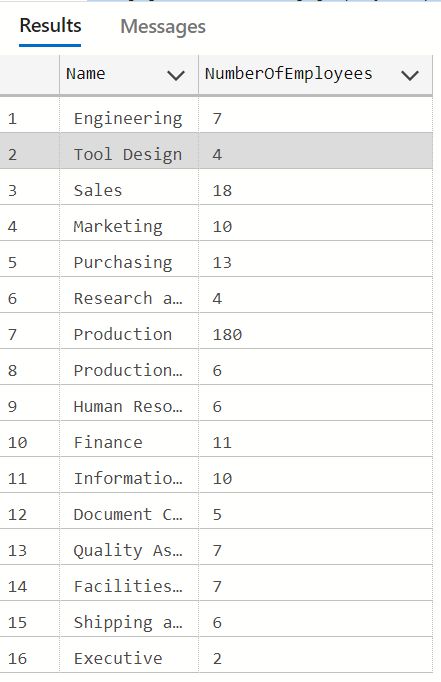 Results Messages
Name NumberOfEmployees
1 Engineering 7
2 Tool Design 4
3 Sales 18
4 Marketing 10
5 Purchasing 13
6 Research a… 4
7 Production 180
8 Production… 6
9 Human Reso… 6
10 Finance 11
11 Informatio… 10
12 Document C… 5
13 Quality As… 7
14 Facilities… 7
15 Shipping a… 6
16 Executive 2